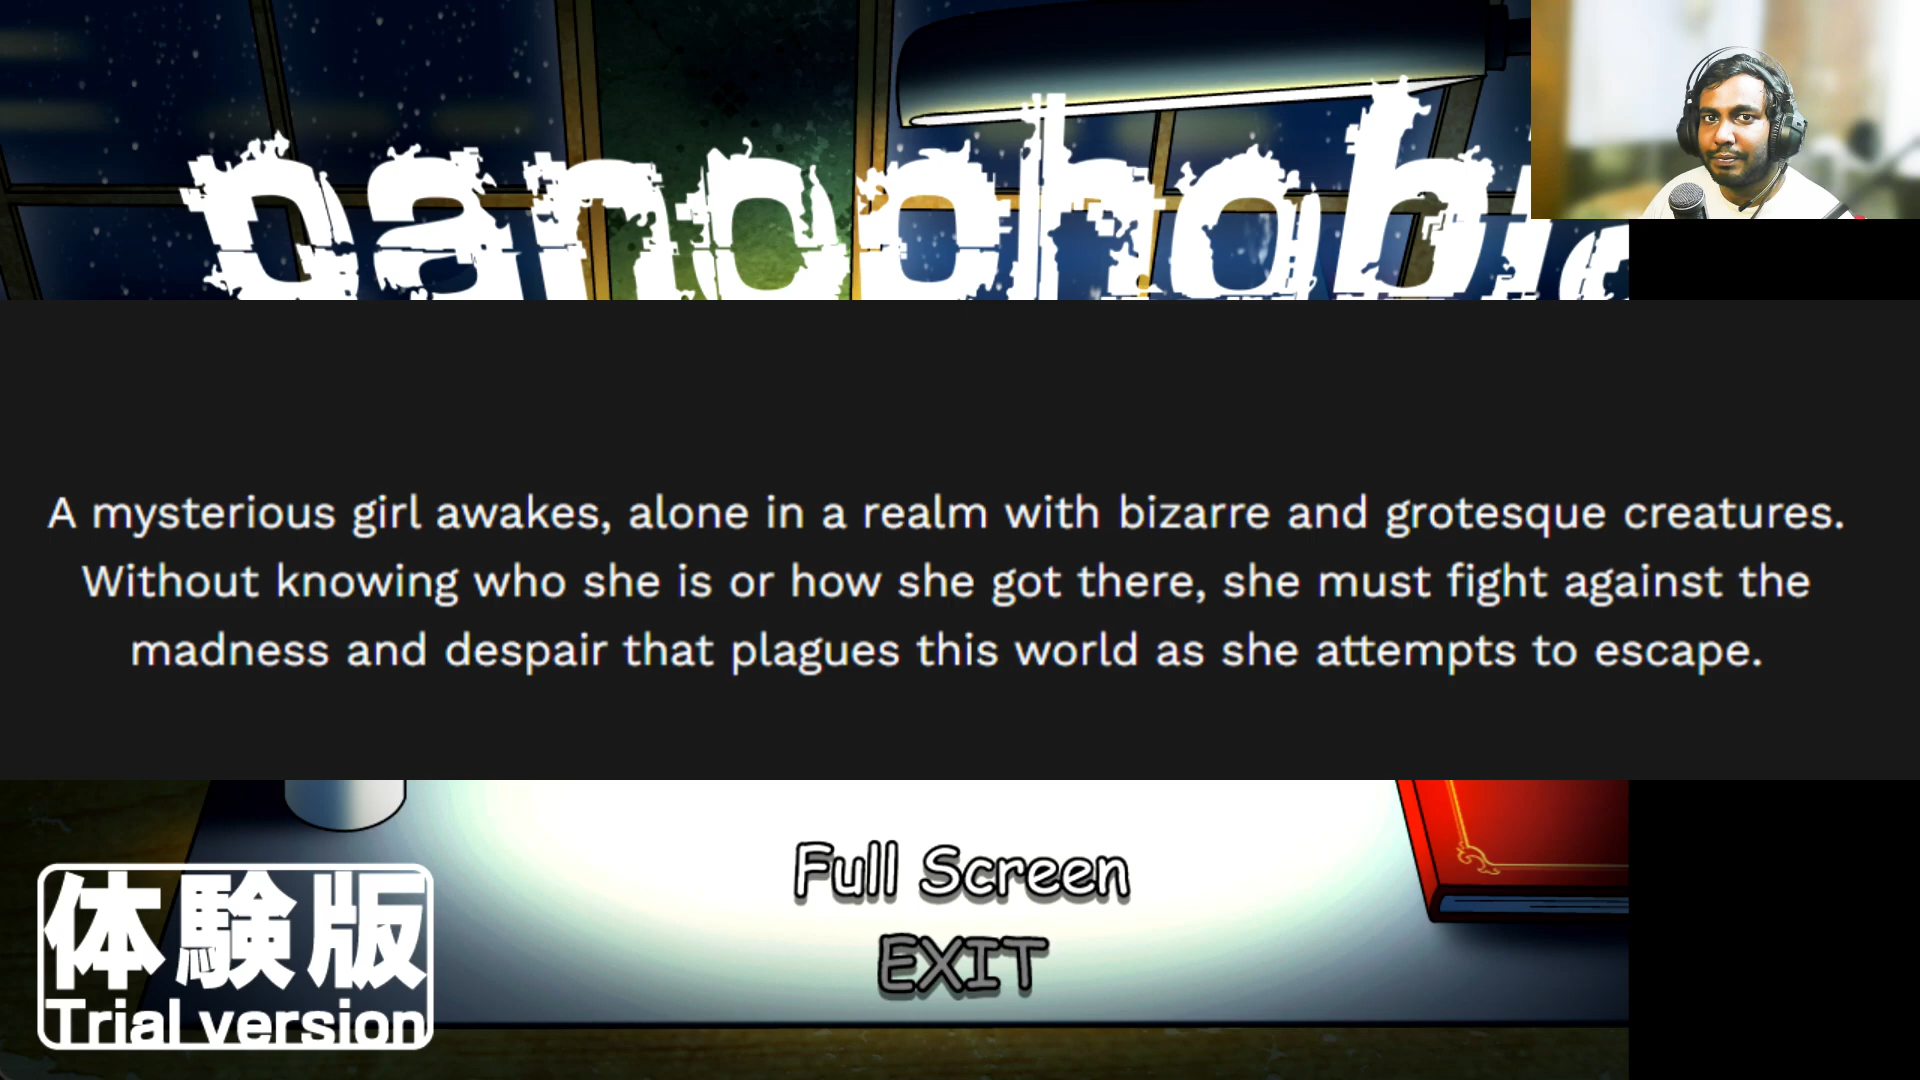 panophobia
A mysterious girl awakes, alone in a realm with bizarre and grotesque creatures.
Without knowing who she is or how she got there, she must fight against the
madness and despair that plagues this world as she attempts to escape.
Full Screen
EXIT
体験版
Trial version